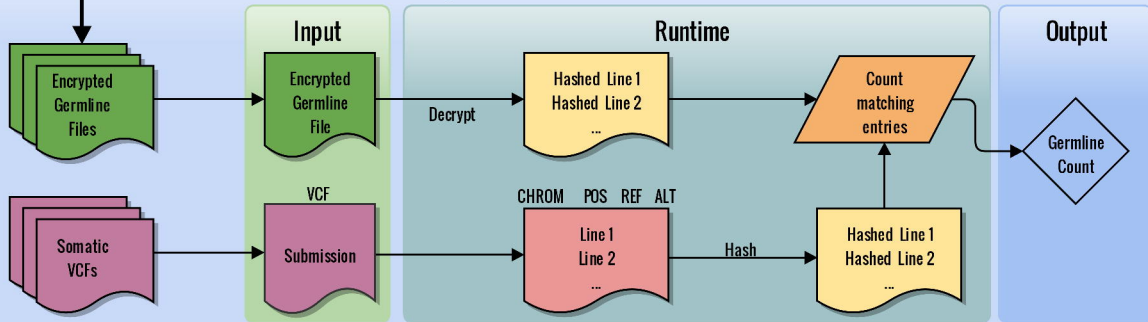 Input
Runtime
Output
Encrypted
Germline
Files
Encrypted
Germline
File
Decrypt
Hashed Line 1
Hashed Line 2
...
Count
matching
entries
Germline
Count
Somatic
VCFs
VCF
Submission
CHROM POS REF ALT
Line 1
Line 2
...
Hash
Hashed Line 1
Hashed Line 2
...